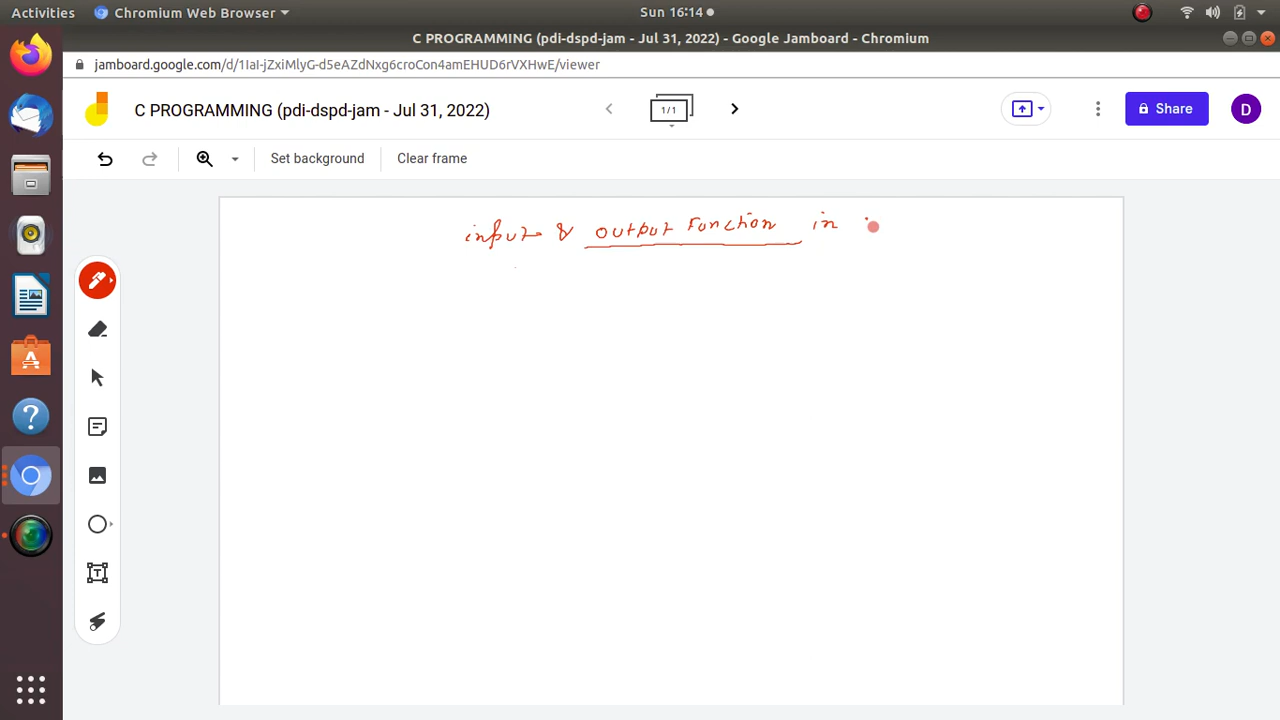 Activities Chromium Web Browser Sun 16:14
C PROGRAMMING (pdi-dspd-jam - Jul 31, 2022) - Google Jamboard - Chromium
jamboard.google.com/d/1IaI-jZxiMlyG-d5eAZdNxg6croCon4amEHUD6rVXHwE/viewer
C PROGRAMMING (pdi-dspd-jam - Jul 31, 2022) 1/1 Share D
Set background Clear frame
input & output Function in